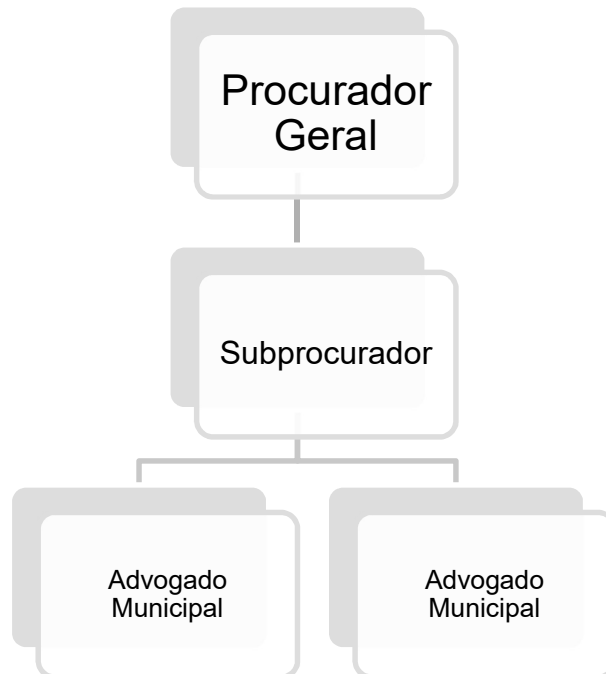 Procurador
Geral
Subprocurador
Advogado
Municipal
Advogado
Municipal